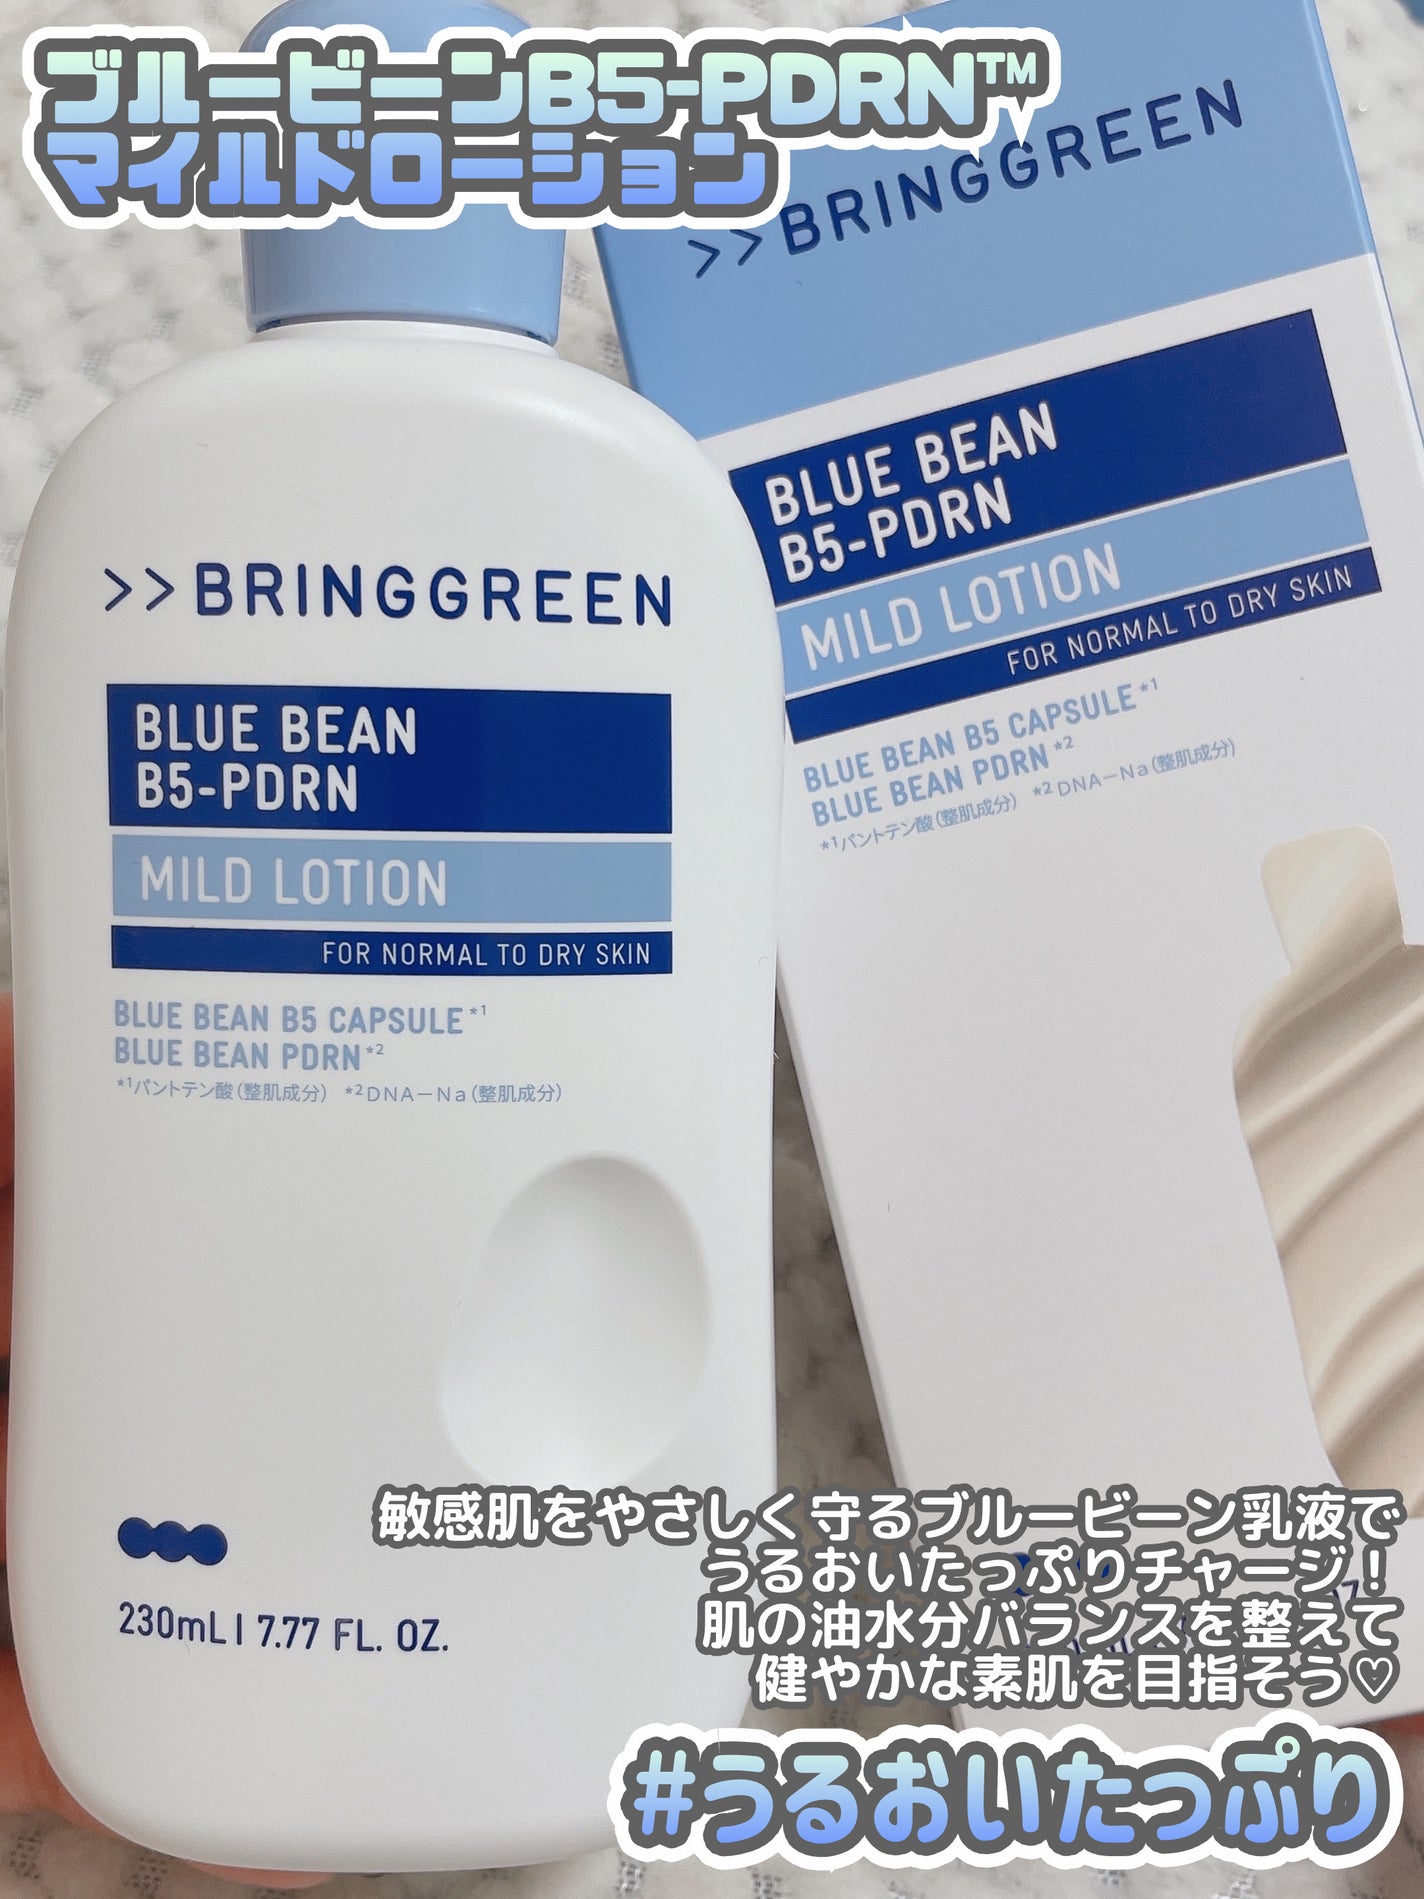 ブルービーンB5-PDRN™
マイルドローション
>>BRINGGREEN
BLUE BEAN
B5-PDRN
MILD LOTION
FOR NORMAL TO DRY SKIN
BLUE BEAN B5 CAPSULE*1
BLUE BEAN PDRN*2
*1パントテン酸(整肌成分) *2DNA-Na(整肌成分)
>>BRINGGREEN
BLUE BEAN
B5-PDRN
MILD LOTION
FOR NORMAL TO DRY SKIN
BLUE BEAN B5 CAPSULE*1
BLUE BEAN PDRN*2
*1パントテン酸(整肌成分) *2DNA-Na(整肌成分)
230mL I 7.77 FL. OZ.
敏感肌をやさしく守るブルービーン乳液で
うるおいたっぷりチャージ!
肌の油水分バランスを整えて
健やかな素肌を目指そう♡
#うるおいたっぷり